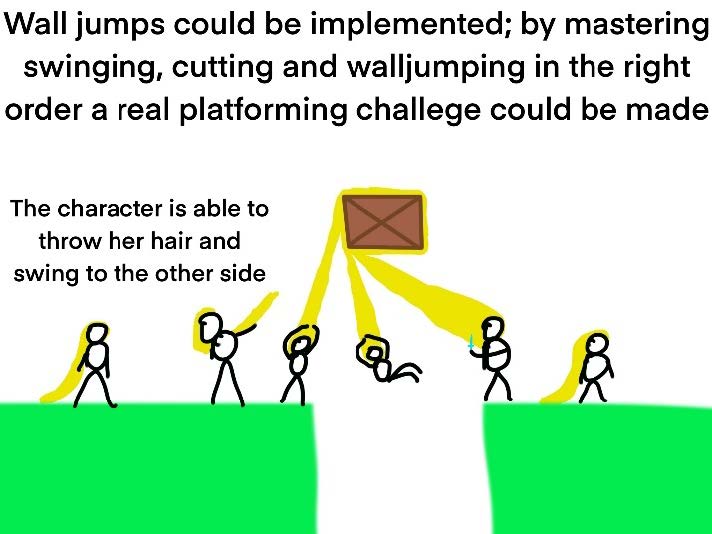 Wall jumps could be implemented; by mastering
swinging, cutting and walljumping in the right
order a real platforming challege could be made
The character is able to
throw her hair and
swing to the other side